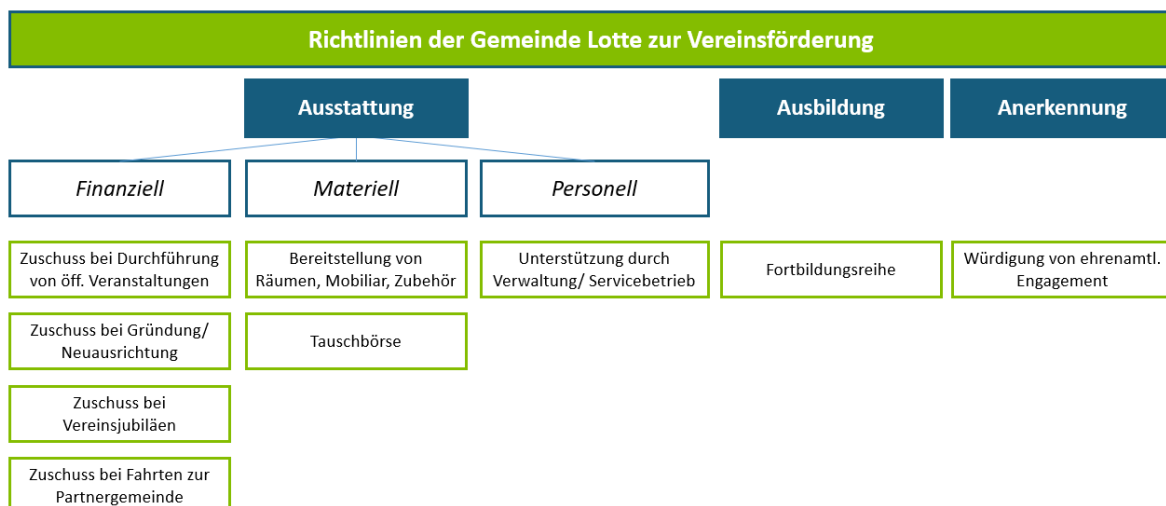 Richtlinien der Gemeinde Lotte zur Vereinsförderung
Ausstattung
Ausbildung
Anerkennung
Finanziell
Materiell
Personell
Zuschuss bei Durchführung
von öff. Veranstaltungen
Bereitstellung von
Räumen, Mobiliar, Zubehör
Unterstützung durch
Verwaltung/ Servicebetrieb
Fortbildungsreihe
Würdigung von ehrenamtl.
Engagement
Zuschuss bei Gründung/
Neuausrichtung
Tauschbörse
Zuschuss bei
Vereinsjubiläen
Zuschuss bei Fahrten zur
Partnergemeinde